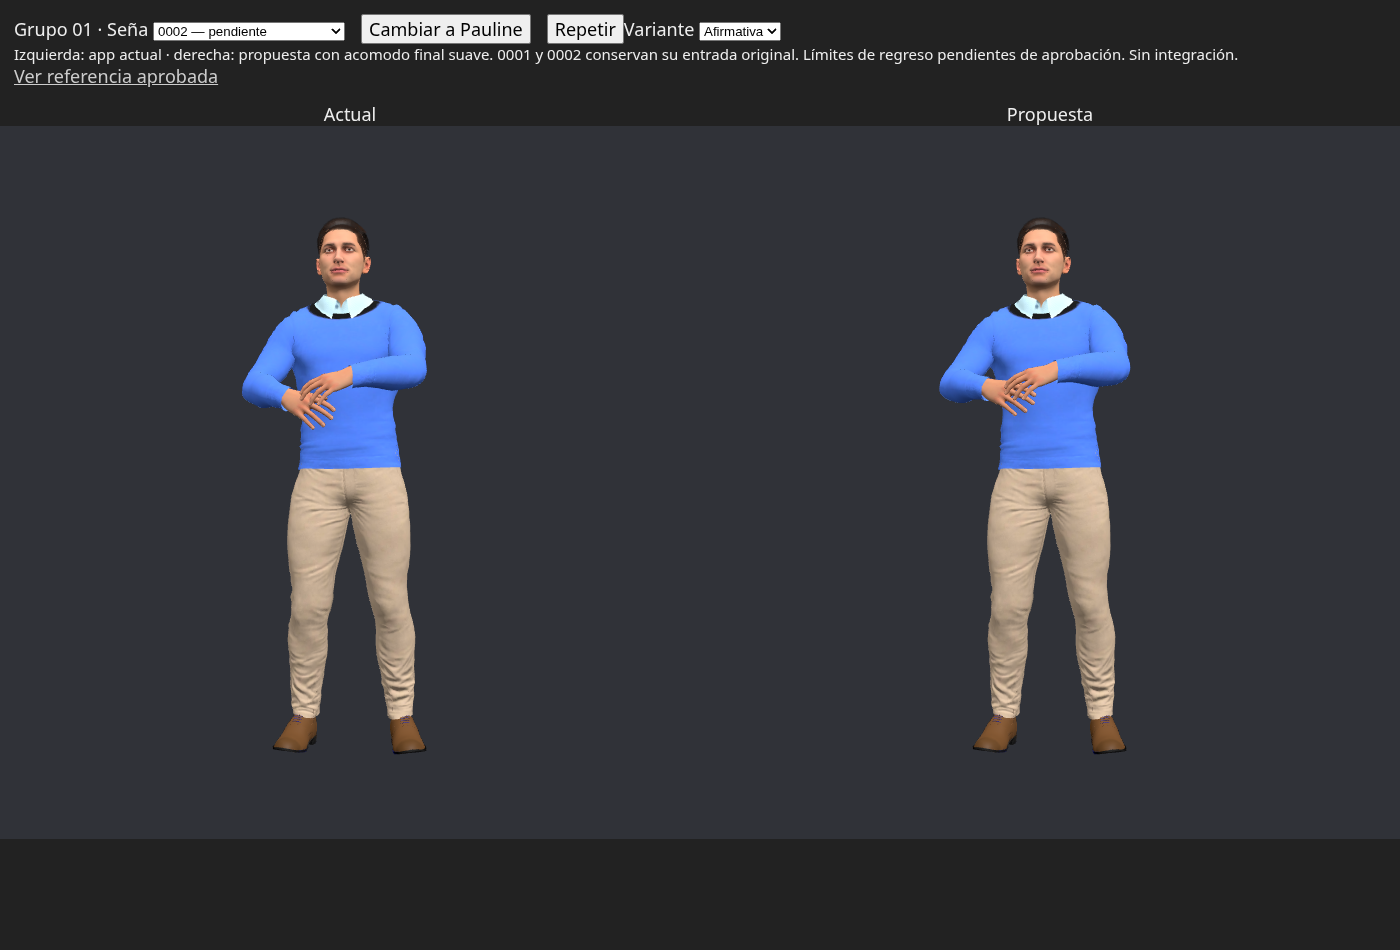 Grupo 01 · Seña 0002 — pendiente Cambiar a Pauline Repetir Variante Afirmativa
Izquierda: app actual · derecha: propuesta con acomodo final suave. 0001 y 0002 conservan su entrada original. Límites de regreso pendientes de aprobación. Sin integración.
Ver referencia aprobada
Actual Propuesta